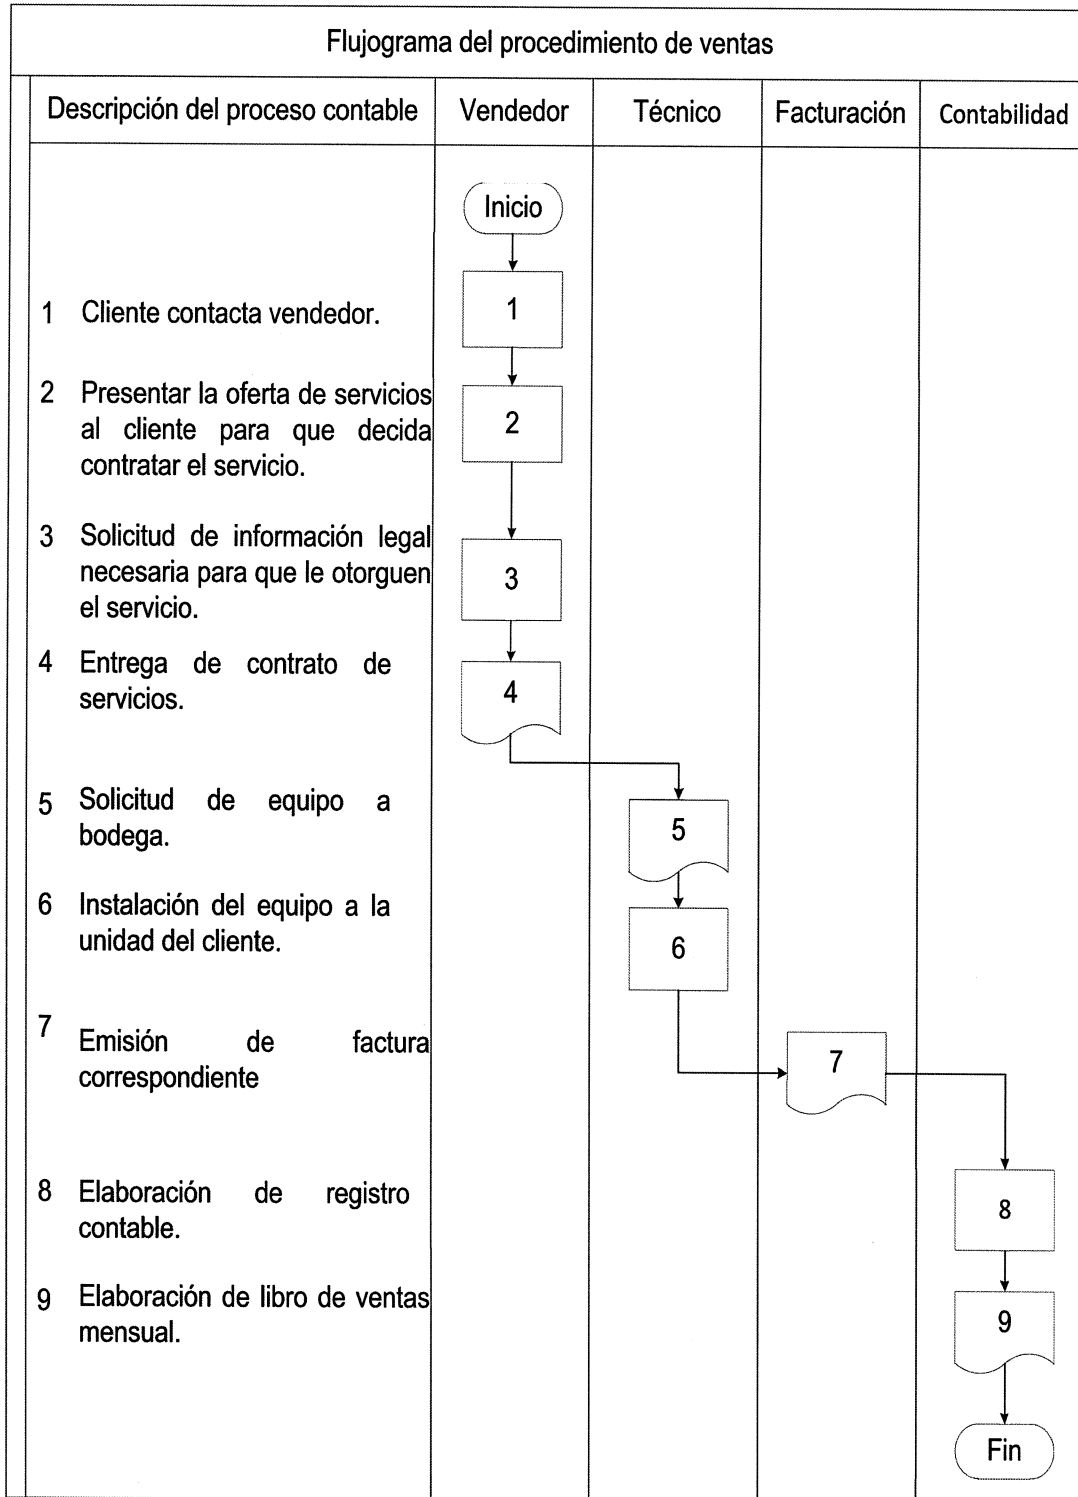 Flujograma del procedimiento de ventas
Descripción del proceso contable
Vendedor
Técnico
Facturación
Contabilidad
Inicio
1 Cliente contacta vendedor.
1
2 Presentar la oferta de servicios
al cliente para que decida
contratar el servicio.
2
3 Solicitud de información legal
necesaria para que le otorguen
el servicio.
3
4 Entrega de contrato de
servicios.
4
5 Solicitud de equipo a
bodega.
5
6 Instalación del equipo a la
unidad del cliente.
6
7 Emisión de factura
correspondiente
7
8 Elaboración de registro
contable.
8
9 Elaboración de libro de ventas
mensual.
9
Fin